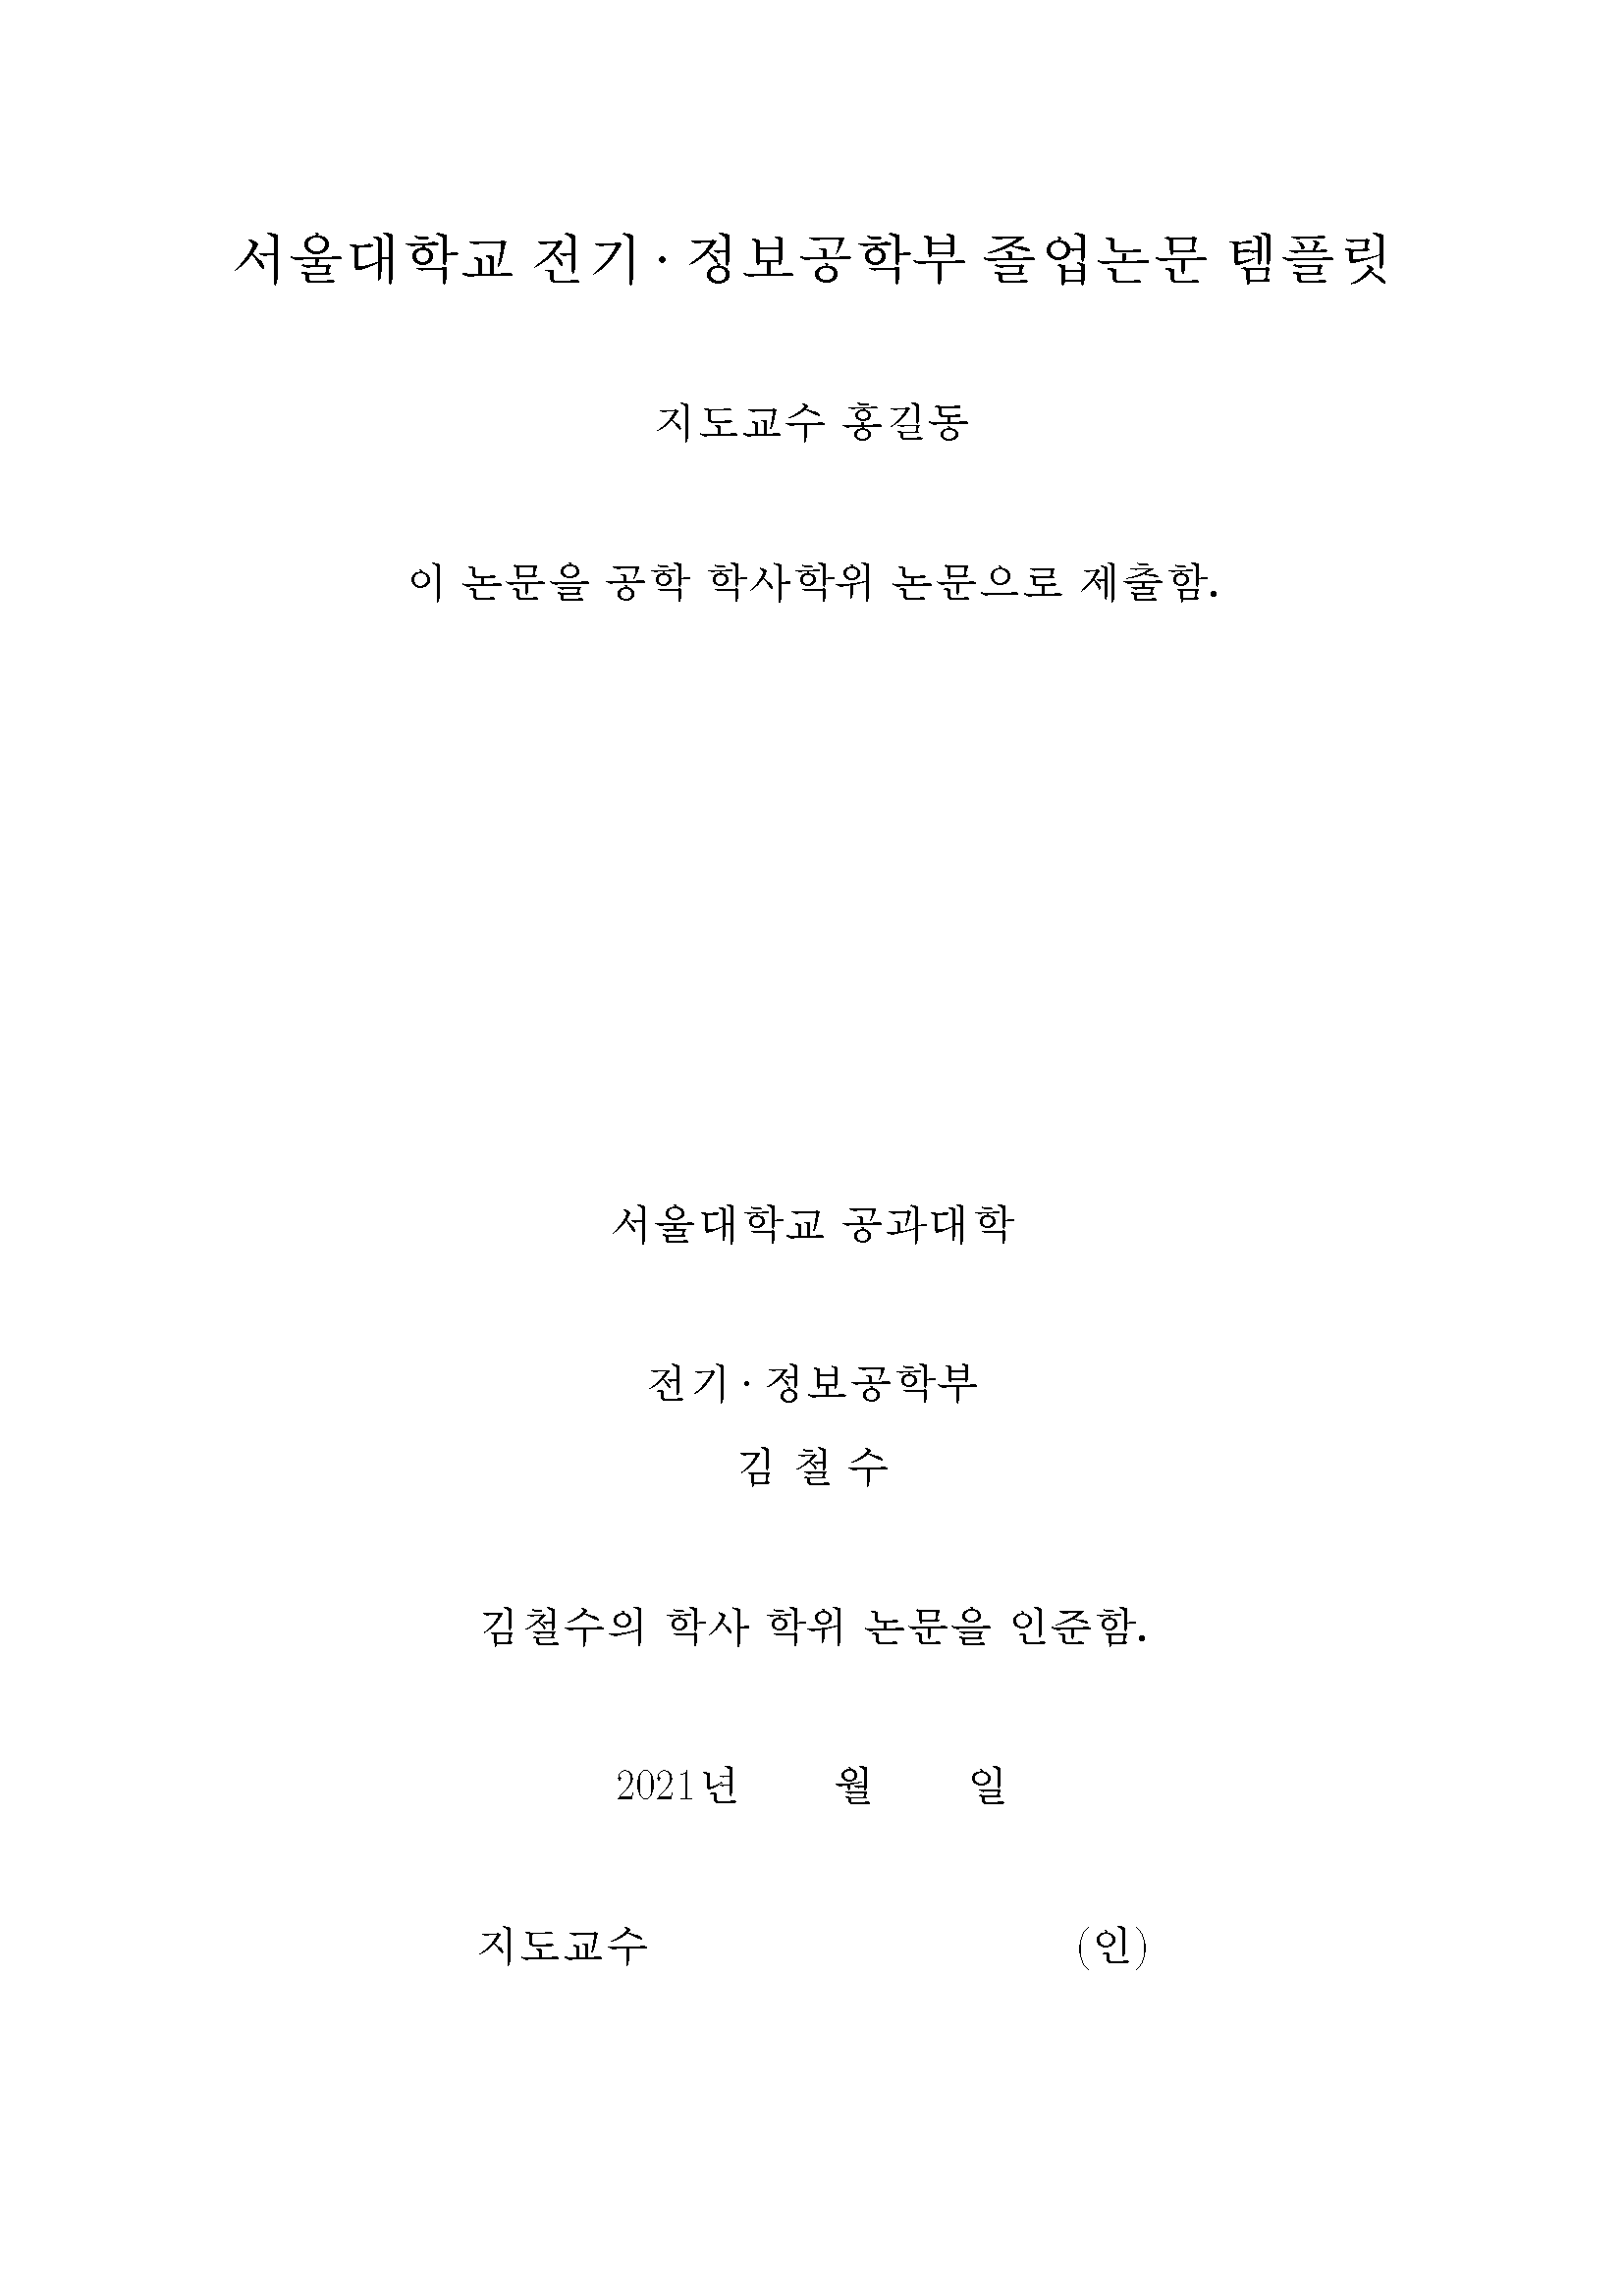 서울대학교 전기·정보공학부 졸업논문 템플릿
지도교수 홍길동
이 논문을 공학 학사학위 논문으로 제출함.
서울대학교 공과대학
전기·정보공학부
김 철 수
김철수의 학사 학위 논문을 인준함.
2021년 월 일
지도교수 (인)